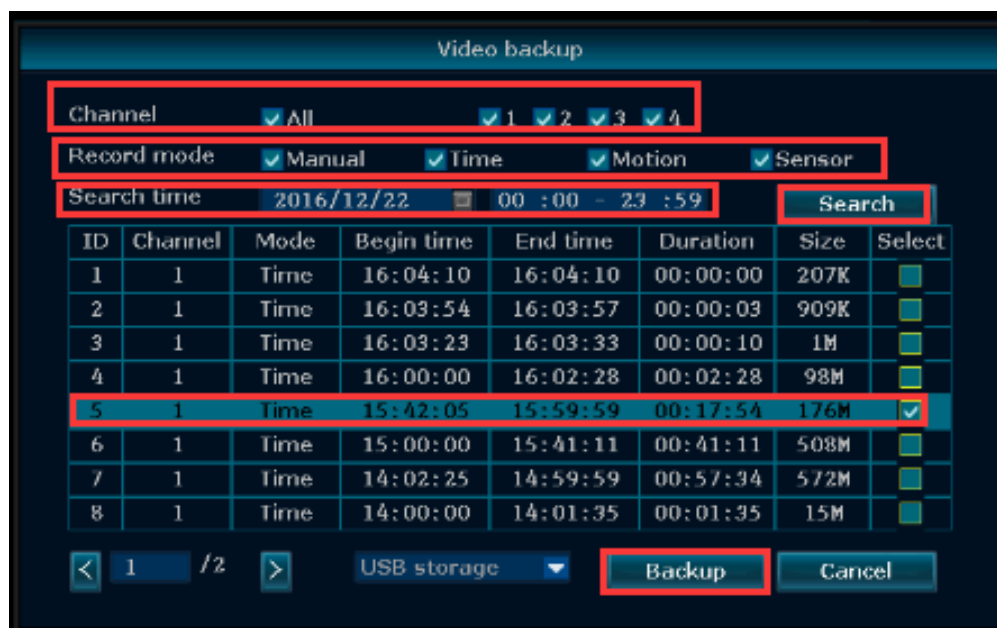 Video backup
Channel All 1 2 3 4
Record mode Manual Time Motion Sensor
Search time 2016/12/22 00 :00 - 23 :59 Search
ID Channel Mode Begin time End time Duration Size Select
1 1 Time 16:04:10 16:04:10 00:00:00 207K
2 1 Time 16:03:54 16:03:57 00:00:03 909K
3 1 Time 16:03:23 16:03:33 00:00:10 1M
4 1 Time 16:00:00 16:02:28 00:02:28 98M
5 1 Time 15:42:05 15:59:59 00:17:54 176M
6 1 Time 15:00:00 15:41:11 00:41:11 508M
7 1 Time 14:02:25 14:59:59 00:57:34 572M
8 1 Time 14:00:00 14:01:35 00:01:35 15M
< 1 /2 > USB storage Backup Cancel